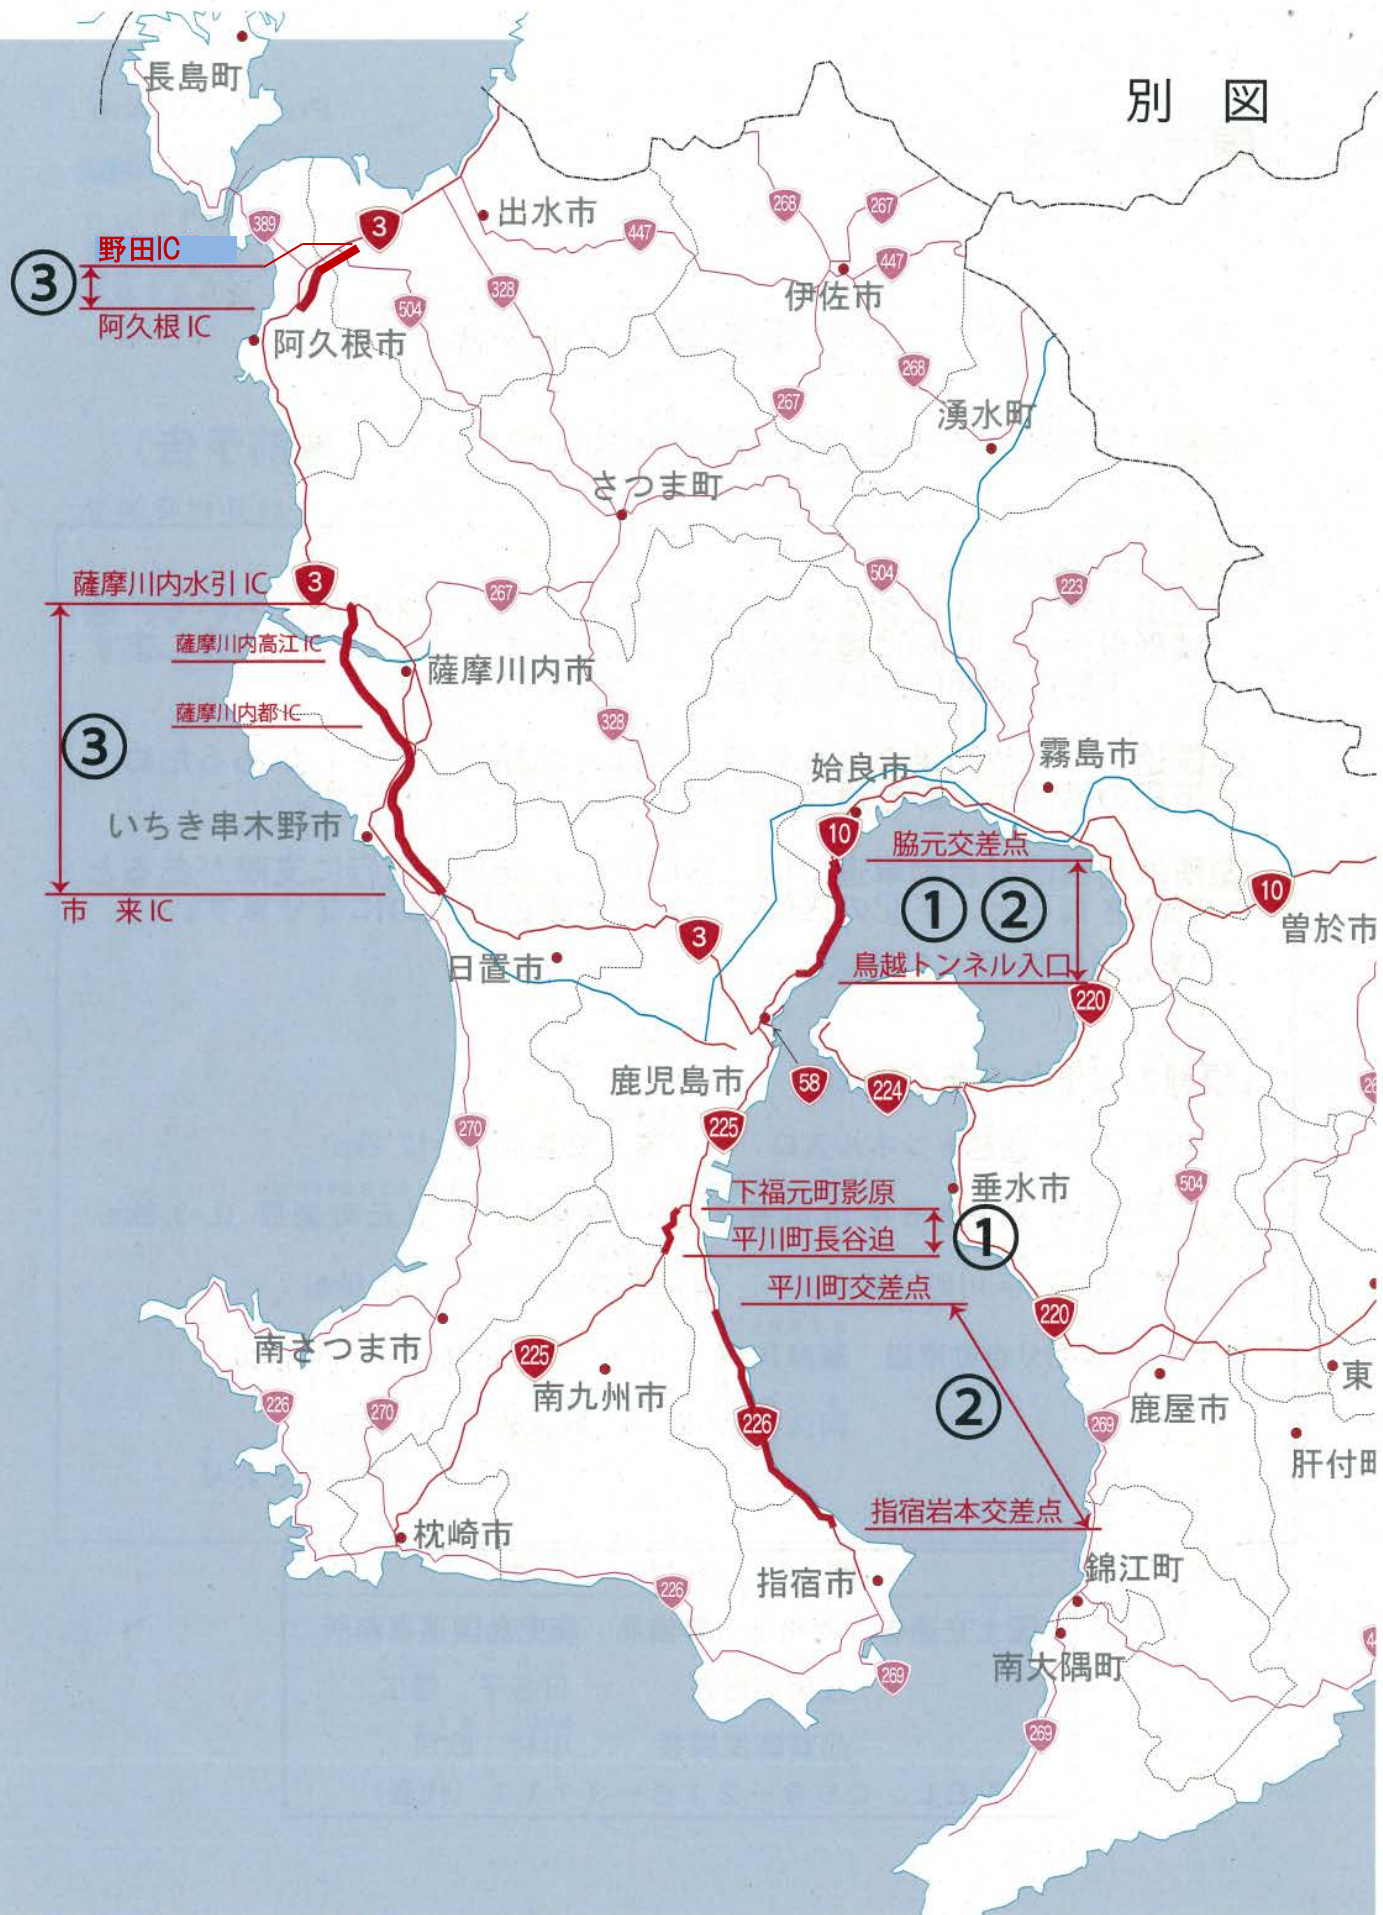 別 図
長島町
389
3
出水市
447
268
267
野田IC
③
阿久根 IC
阿久根市
504
328
447
伊佐市
268
267
湧水町
さつま町
薩摩川内水引 IC
3
267
504
223
薩摩川内高江 IC
薩摩川内市
薩摩川内都 IC
③
328
霧島市
姶良市
いちき串木野市
10
脇元交差点
① ②
市 来 IC
10
曽於市
3
日置市
鳥越トンネル入口
220
鹿児島市
58
224
225
270
504
下福元町影原
垂水市
①
平川町長谷迫
平川町交差点
南さつま市
225
220
南九州市
東
226
270
226
②
鹿屋市
269
肝付町
指宿岩本交差点
枕崎市
錦江町
指宿市
226
南大隅町
269
269